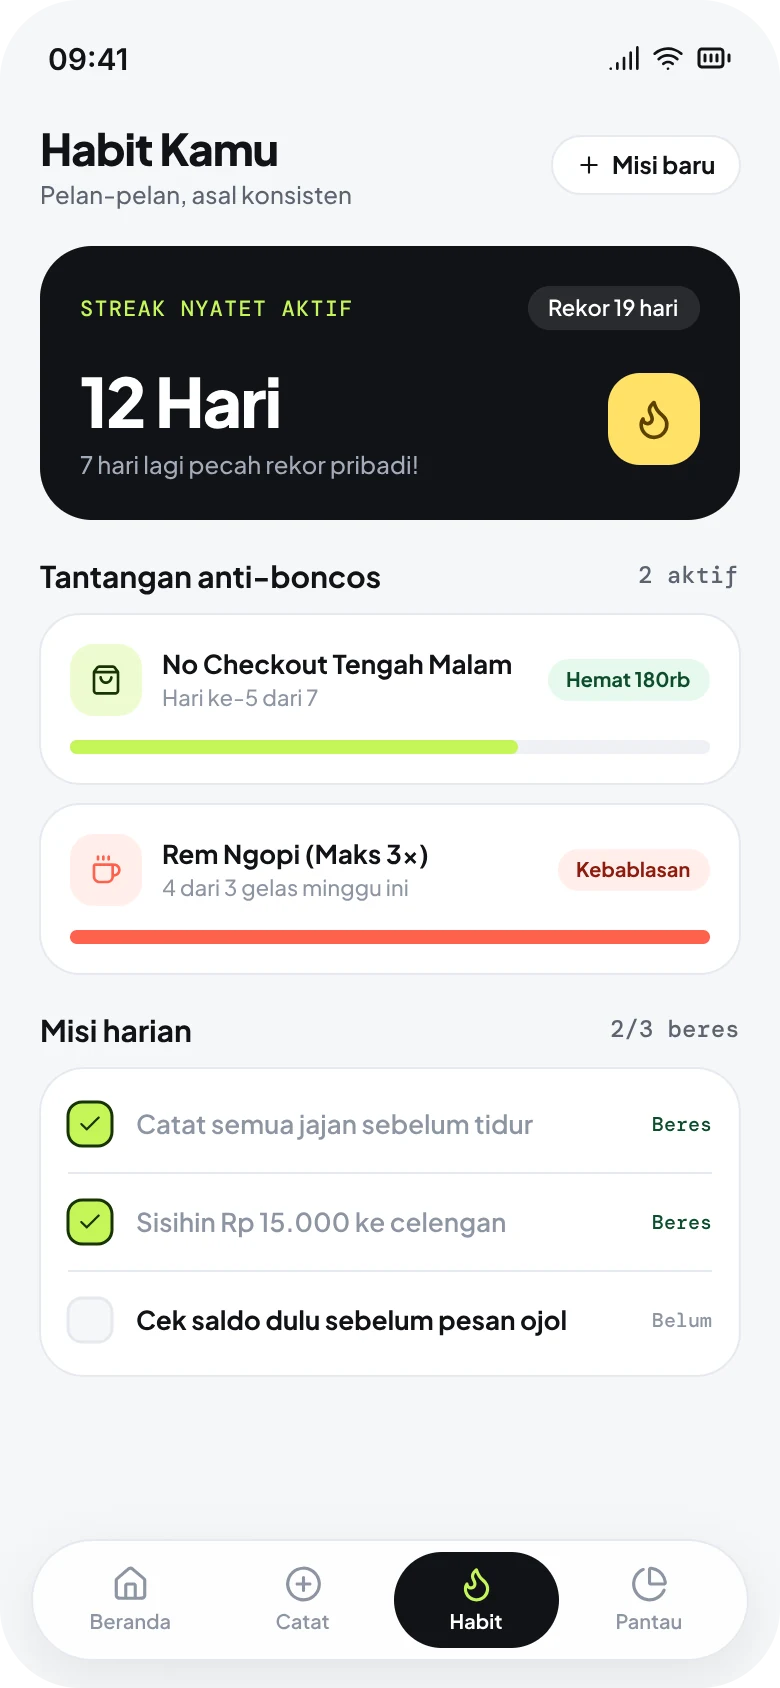 09:41
Habit Kamu
Pelan-pelan, asal konsisten
+ Misi baru
STREAK NYATET AKTIF
Rekor 19 hari
12 Hari
7 hari lagi pecah rekor pribadi!
Tantangan anti-boncos
2 aktif
No Checkout Tengah Malam
Hari ke-5 dari 7
Hemat 180rb
Rem Ngopi (Maks 3×)
4 dari 3 gelas minggu ini
Kebablasan
Misi harian
2/3 beres
Catat semua jajan sebelum tidur
Beres
Sisihin Rp 15.000 ke celengan
Beres
Cek saldo dulu sebelum pesan ojol
Belum
Beranda
Catat
Habit
Pantau